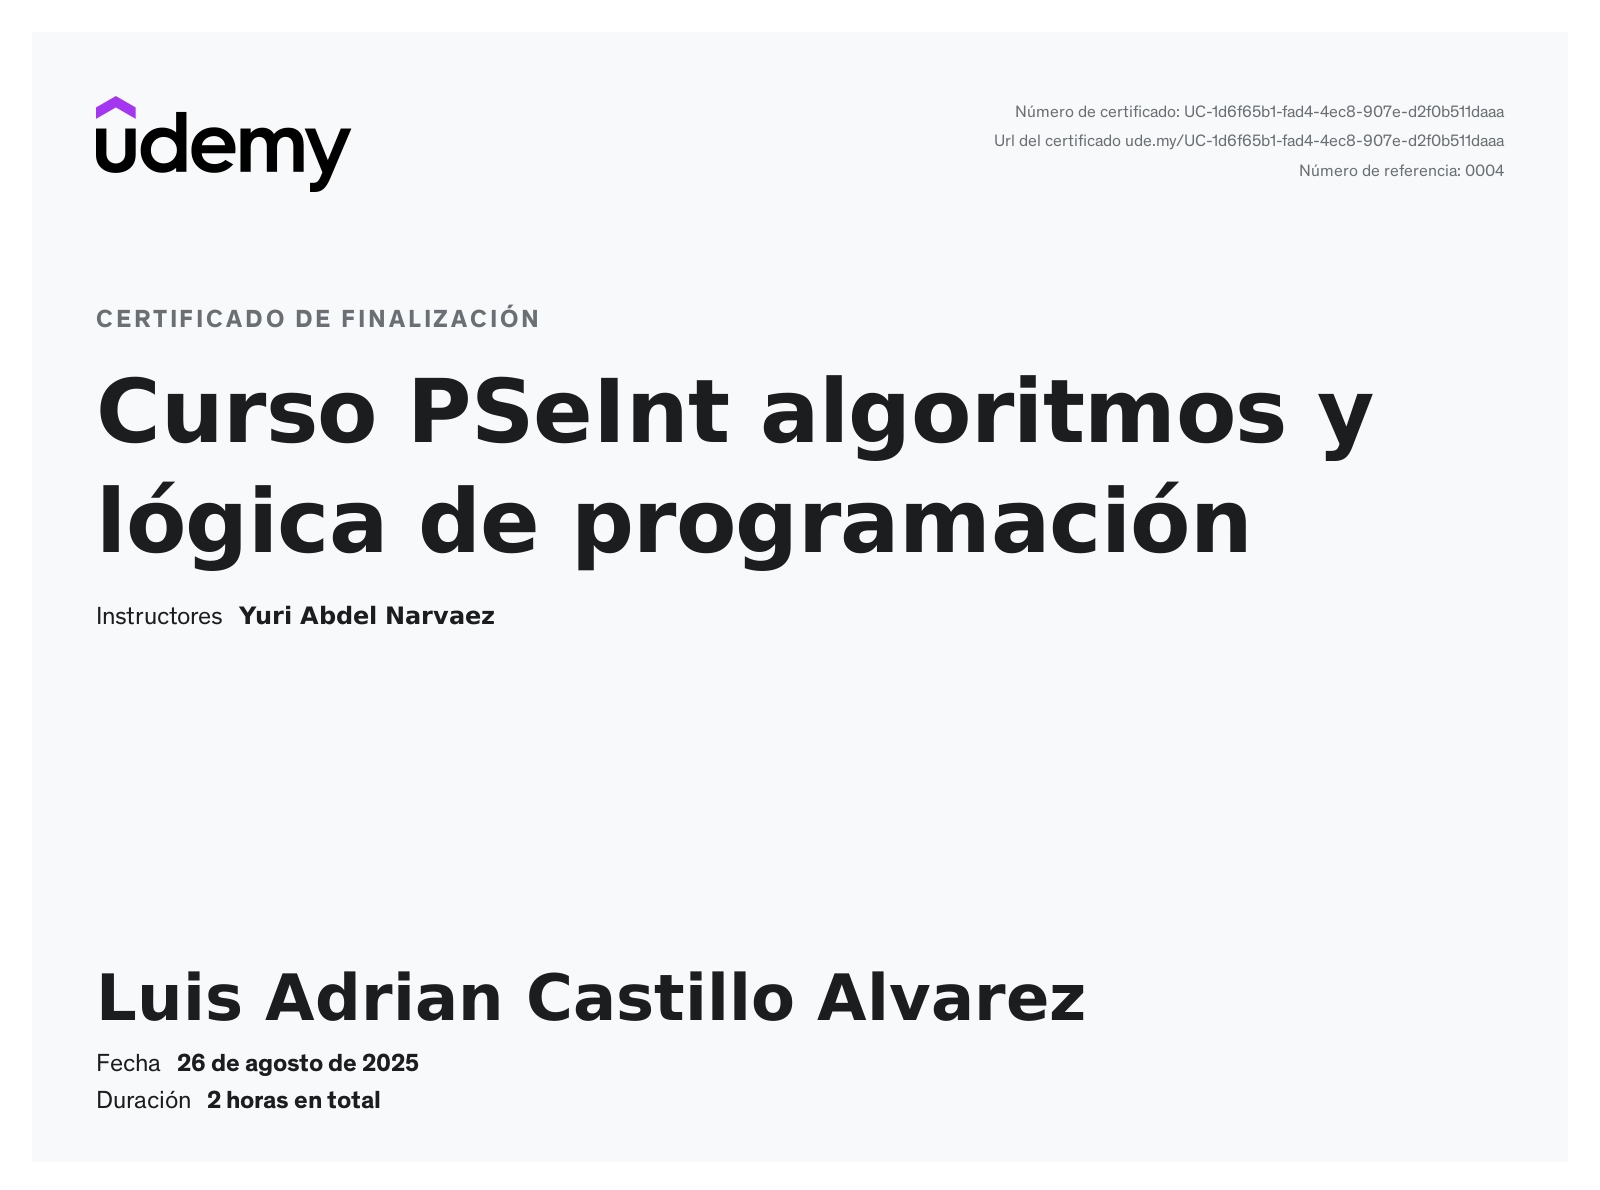 udemy
Número de certificado: UC-1d6f65b1-fad4-4ec8-907e-d2f0b511daaa
Url del certificado ude.my/UC-1d6f65b1-fad4-4ec8-907e-d2f0b511daaa
Número de referencia: 0004
CERTIFICADO DE FINALIZACIÓN
Curso PSeInt algoritmos y
lógica de programación
Instructores Yuri Abdel Narvaez
Luis Adrian Castillo Alvarez
Fecha 26 de agosto de 2025
Duración 2 horas en total